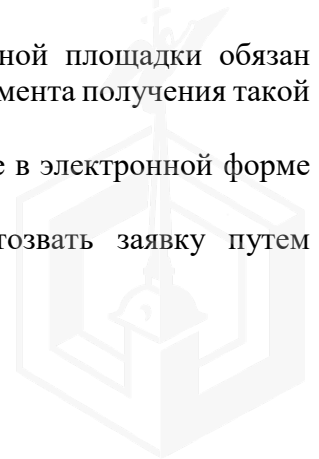 ной площадки обязан
мента получения такой
е в электронной форме
тозвать заявку путем